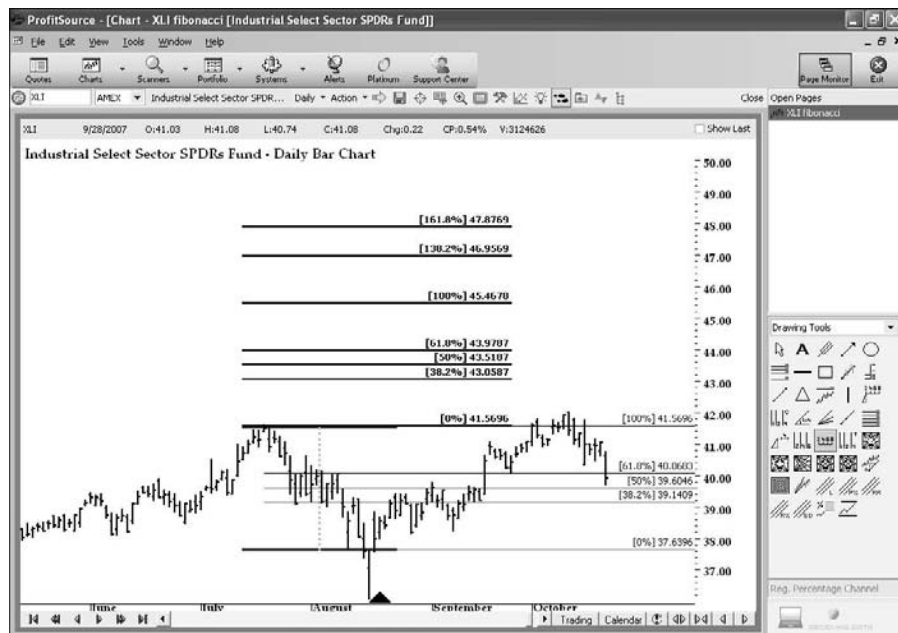 ProfitSource - [Chart - XLI fibonacci [Industrial Select Sector SPDRs Fund]]
File Edit View Tools Window Help
Quotes Charts Scanners Portfolio Systems Alerts Platinum Support Center Page Monitor Exit
XLI AMEX Industrial Select Sector SPDR... Daily Action Close Open Pages
XLI fibonacci
XLI 9/28/2007 O:41.03 H:41.08 L:40.74 C:41.08 Chg:0.22 CP:0.54% V:3124626 Show Last
Industrial Select Sector SPDRs Fund - Daily Bar Chart
50.00
49.00
[161.8%] 47.8769
48.00
[138.2%] 46.9569
47.00
46.00
[100%] 45.4678
45.00
[61.8%] 43.9787
44.00
[50%] 43.5187
[38.2%] 43.0587
43.00
Drawing Tools
42.00
[0%] 41.5696
[100%] 41.5696
41.00
[61.8%] 40.0603
40.00
[50%] 39.6046
[38.2%] 39.1409
39.00
38.00
[0%] 37.6396
37.00
June July August September October
Reg. Percentage Channel
Trading Calendar